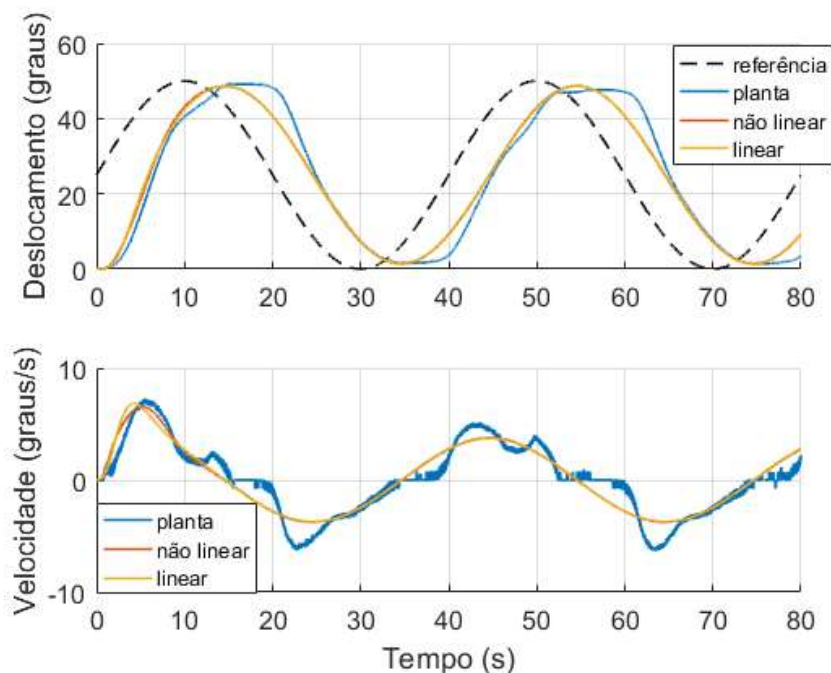 Deslocamento (graus)
60
40
20
0
0 10 20 30 40 50 60 70 80
referência
planta
não linear
linear
Velocidade (graus/s)
10
0
-10
0 10 20 30 40 50 60 70 80
planta
não linear
linear
Tempo (s)